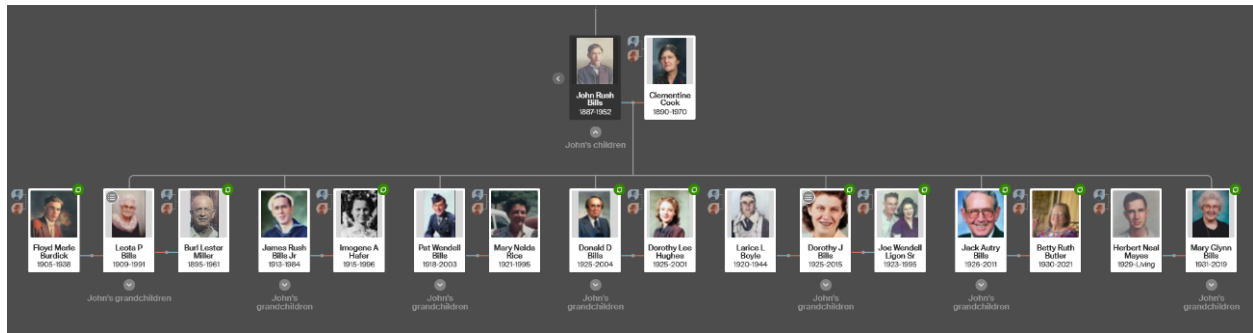 John Rush
Bills
1887-1952
Clementine
Cook
1890-1970
John's children
Floyd Merle
Burdick
1905-1938
Leota P
Bills
1909-1991
Burl Lester
Miller
1895-1961
James Rush
Bills Jr
1913-1984
Imogene A
Hafer
1915-1996
Pat Wendell
Bills
1918-2003
Mary Nelda
Rice
1921-1995
Donald D
Bills
1925-2004
Dorothy Lee
Hughes
1925-2001
Larice L
Boyle
1920-1944
Dorothy J
Bills
1925-2015
Joe Wendell
Ligon Sr
1923-1995
Jack Autry
Bills
1926-2011
Betty Ruth
Butler
1930-2021
Herbert Neal
Mayes
1929-Living
Mary Glynn
Bills
1931-2019
John's grandchildren
John's
grandchildren
John's
grandchildren
John's
grandchildren
John's
grandchildren
John's
grandchildren
John's
grandchildren